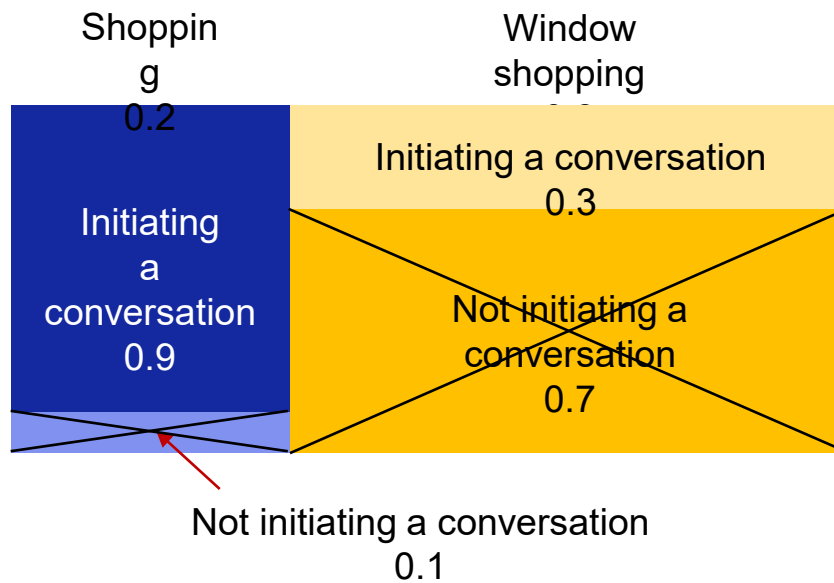 Shoppin
g
0.2
Window
shopping
Initiating a conversation
0.3
Initiating
a
conversation
0.9
Not initiating a
conversation
0.7
Not initiating a conversation
0.1